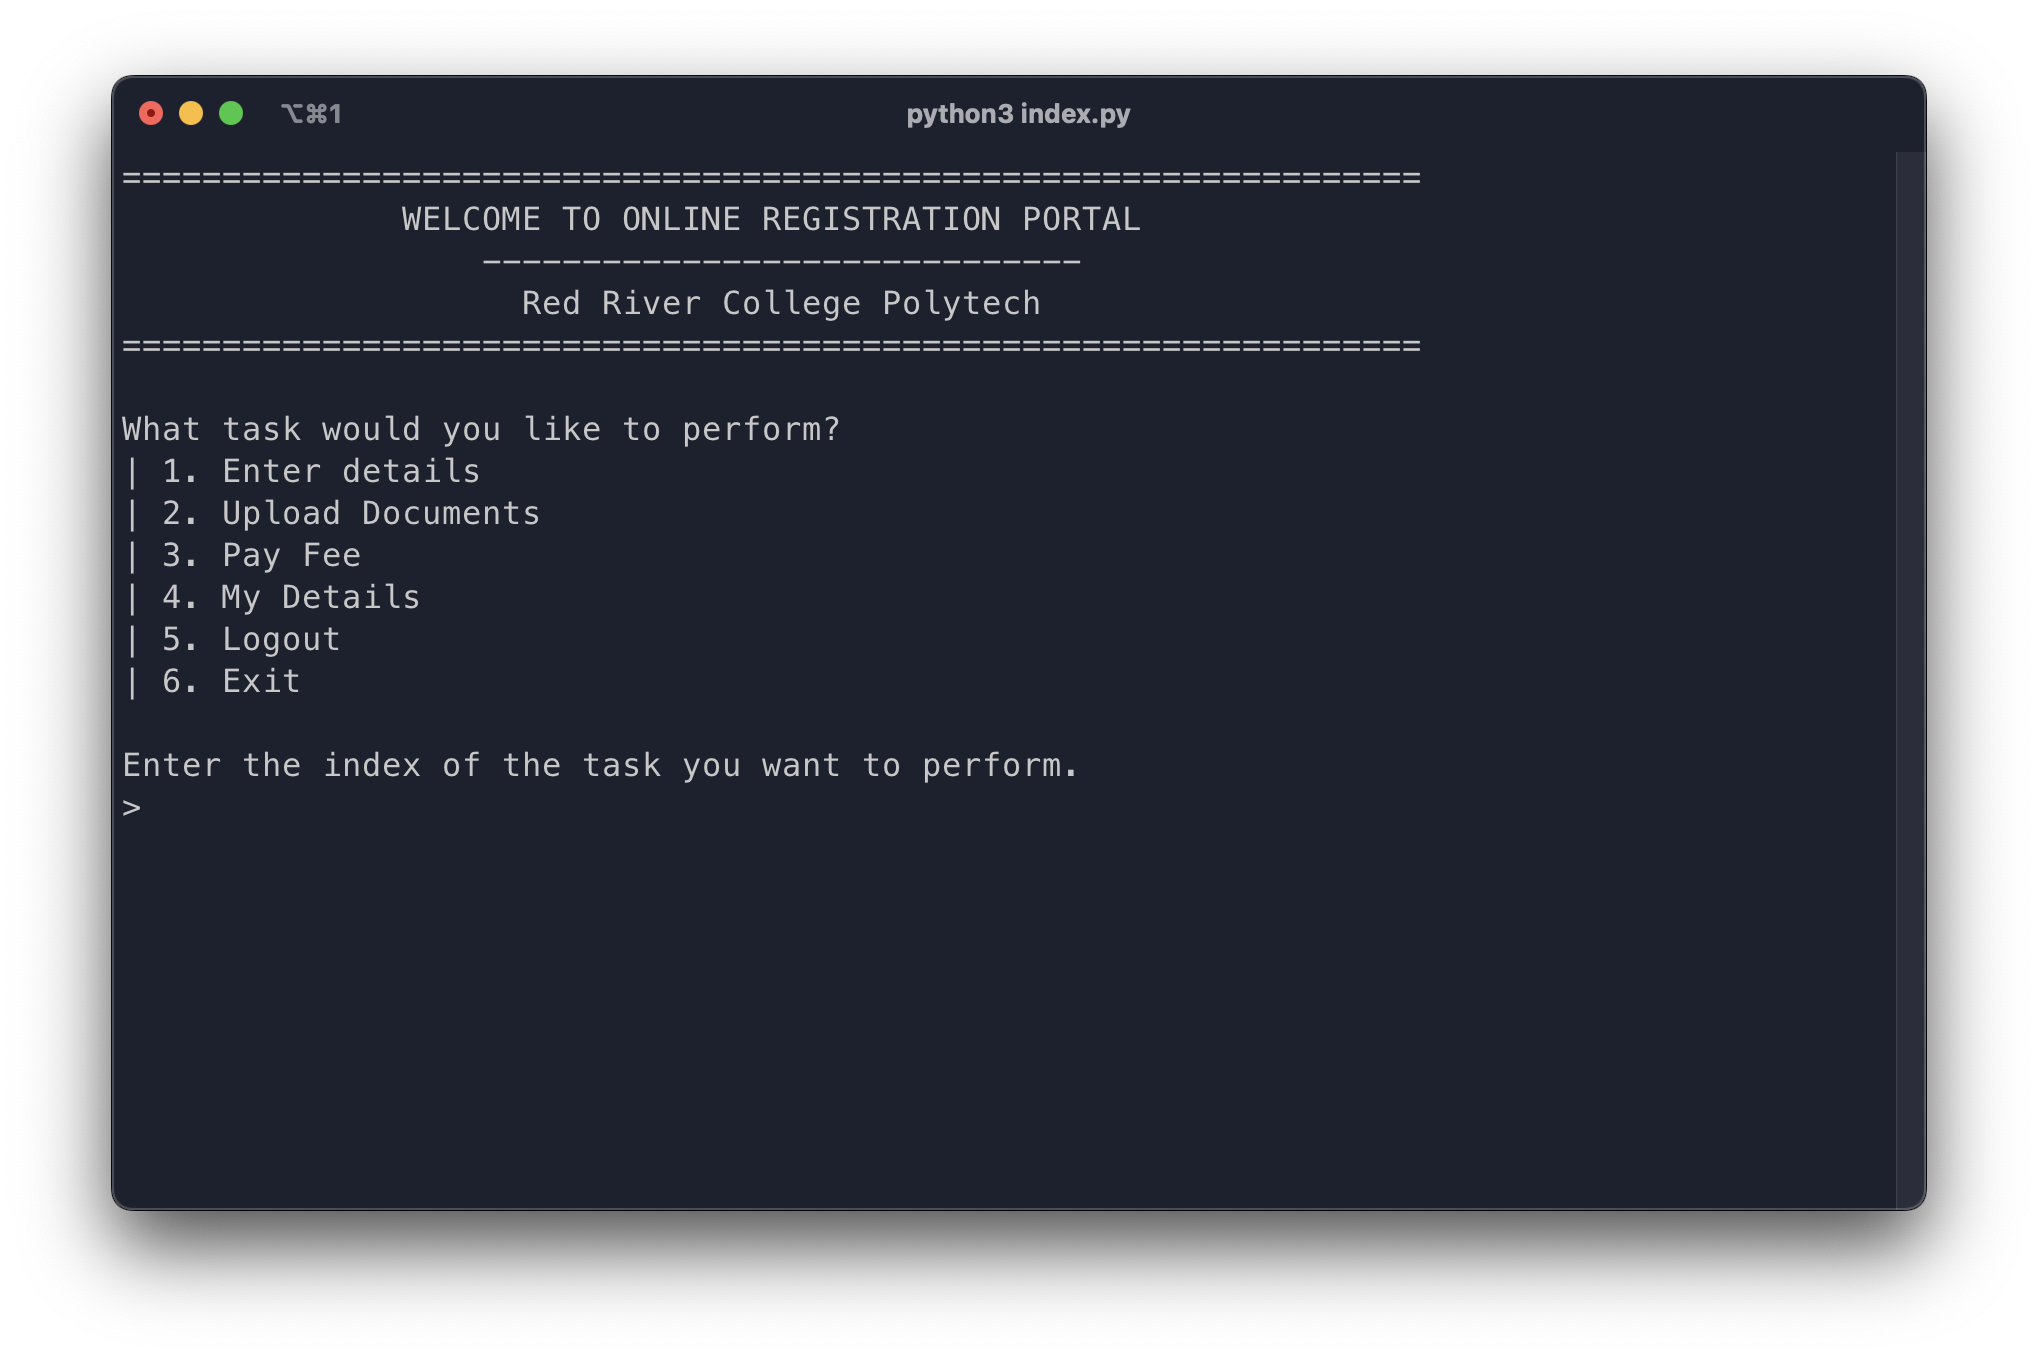 ⌥⌘1 python3 index.py
=================================================================
WELCOME TO ONLINE REGISTRATION PORTAL
------------------------------
Red River College Polytech
=================================================================
What task would you like to perform?
| 1. Enter details
| 2. Upload Documents
| 3. Pay Fee
| 4. My Details
| 5. Logout
| 6. Exit
Enter the index of the task you want to perform.
>